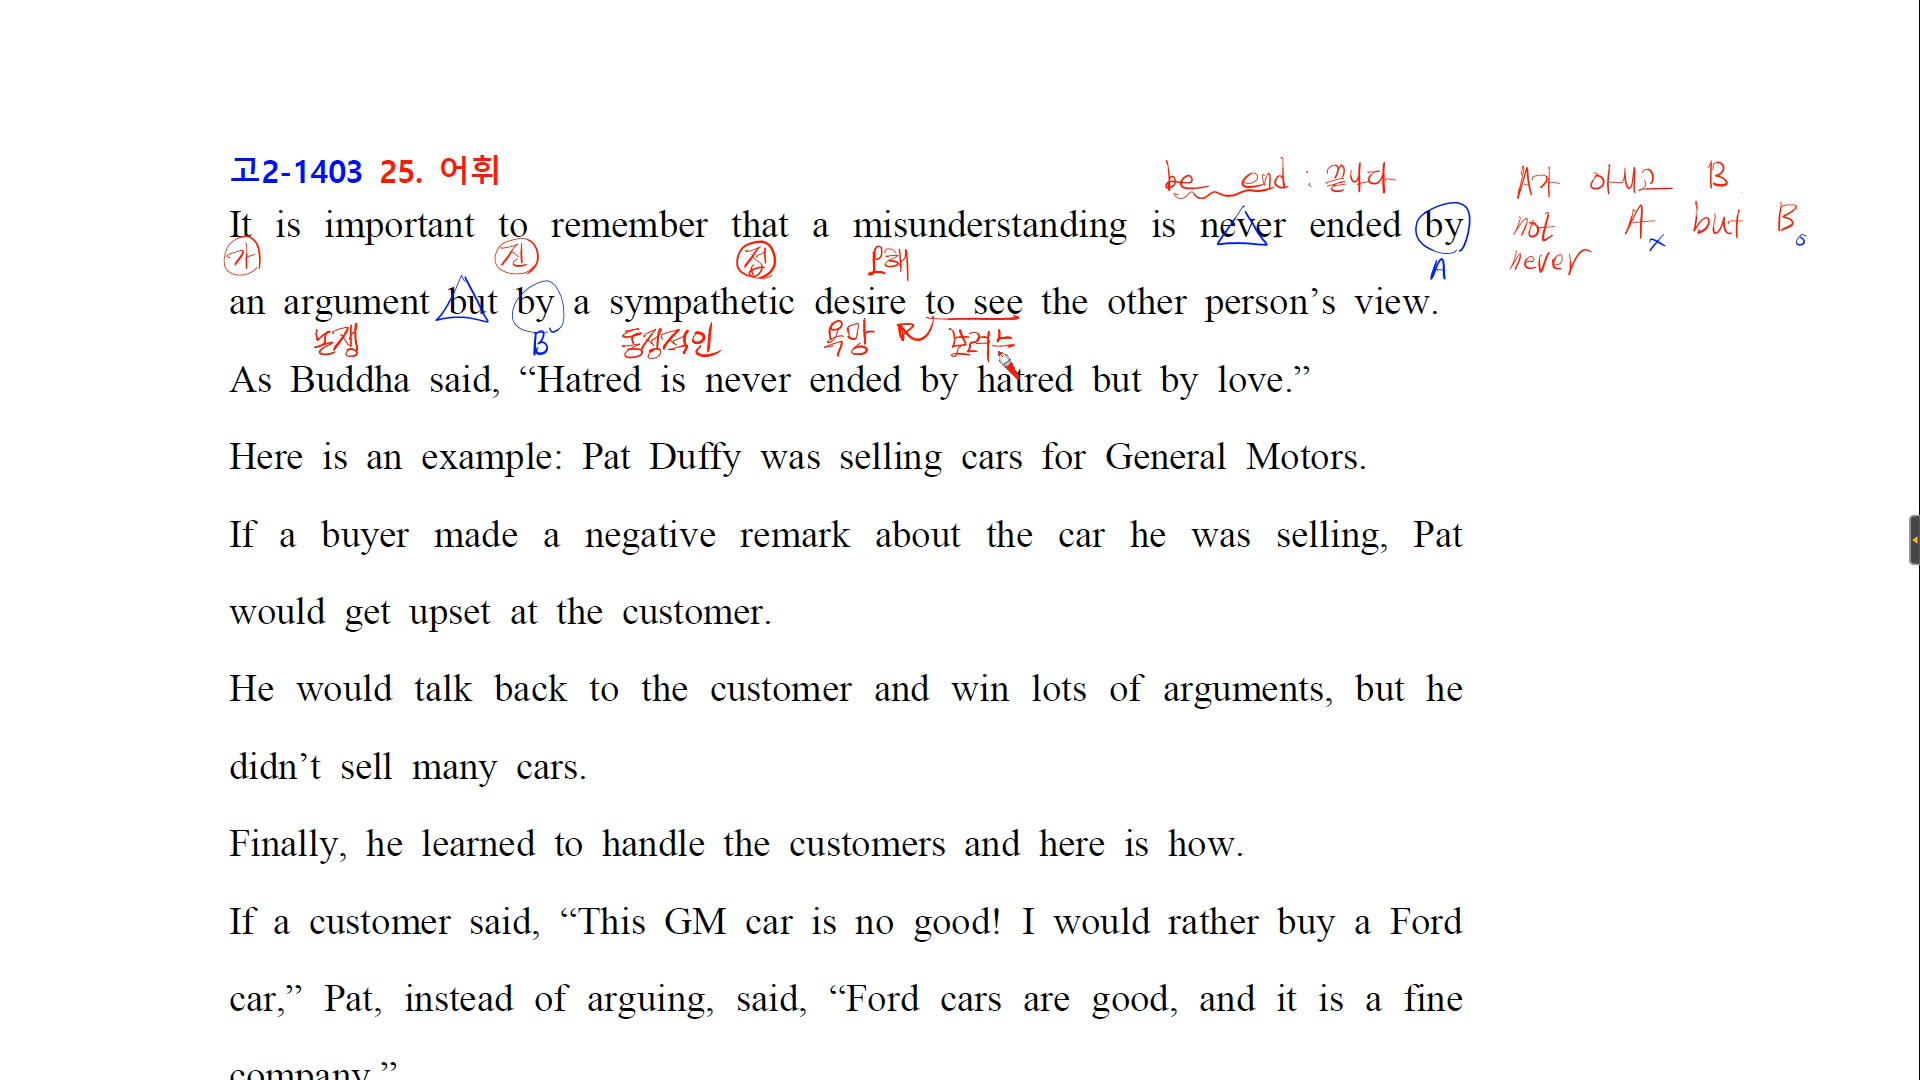 고2-1403 25. 어휘
be end : 끝나다
A가 아니고 B
It is important to remember that a misunderstanding is never ended by
not A but B
× ○
가 진 접 오해 A never
an argument but by a sympathetic desire to see the other person’s view.
논쟁 B 동정적인 욕망 보려는
As Buddha said, “Hatred is never ended by hatred but by love.”
Here is an example: Pat Duffy was selling cars for General Motors.
If a buyer made a negative remark about the car he was selling, Pat
would get upset at the customer.
He would talk back to the customer and win lots of arguments, but he
didn’t sell many cars.
Finally, he learned to handle the customers and here is how.
If a customer said, “This GM car is no good! I would rather buy a Ford
car,” Pat, instead of arguing, said, “Ford cars are good, and it is a fine
company.”